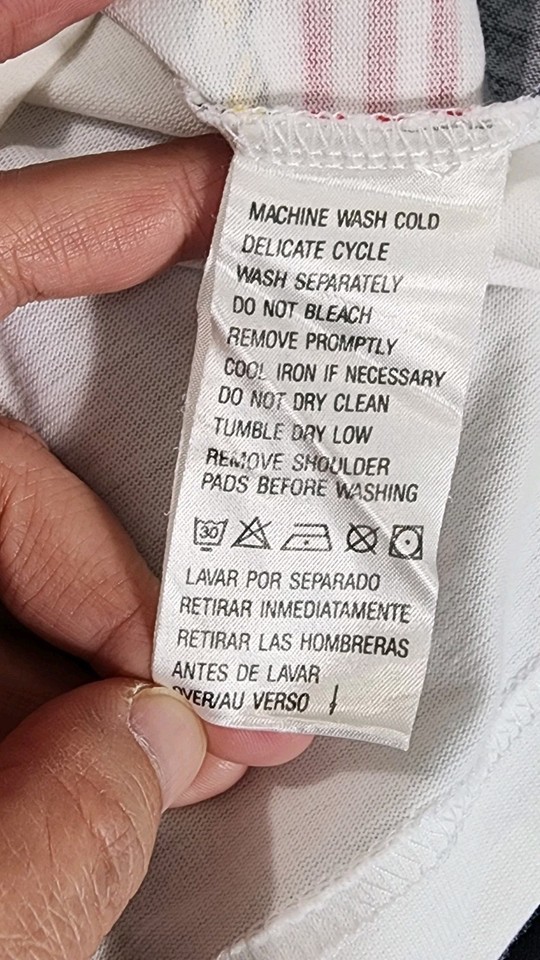 MACHINE WASH COLD
DELICATE CYCLE
WASH SEPARATELY
DO NOT BLEACH
REMOVE PROMPTLY
COOL IRON IF NECESSARY
DO NOT DRY CLEAN
TUMBLE DRY LOW
REMOVE SHOULDER
PADS BEFORE WASHING
30
LAVAR POR SEPARADO
RETIRAR INMEDIATAMENTE
RETIRAR LAS HOMBRERAS
ANTES DE LAVAR
OVER/AU VERSO